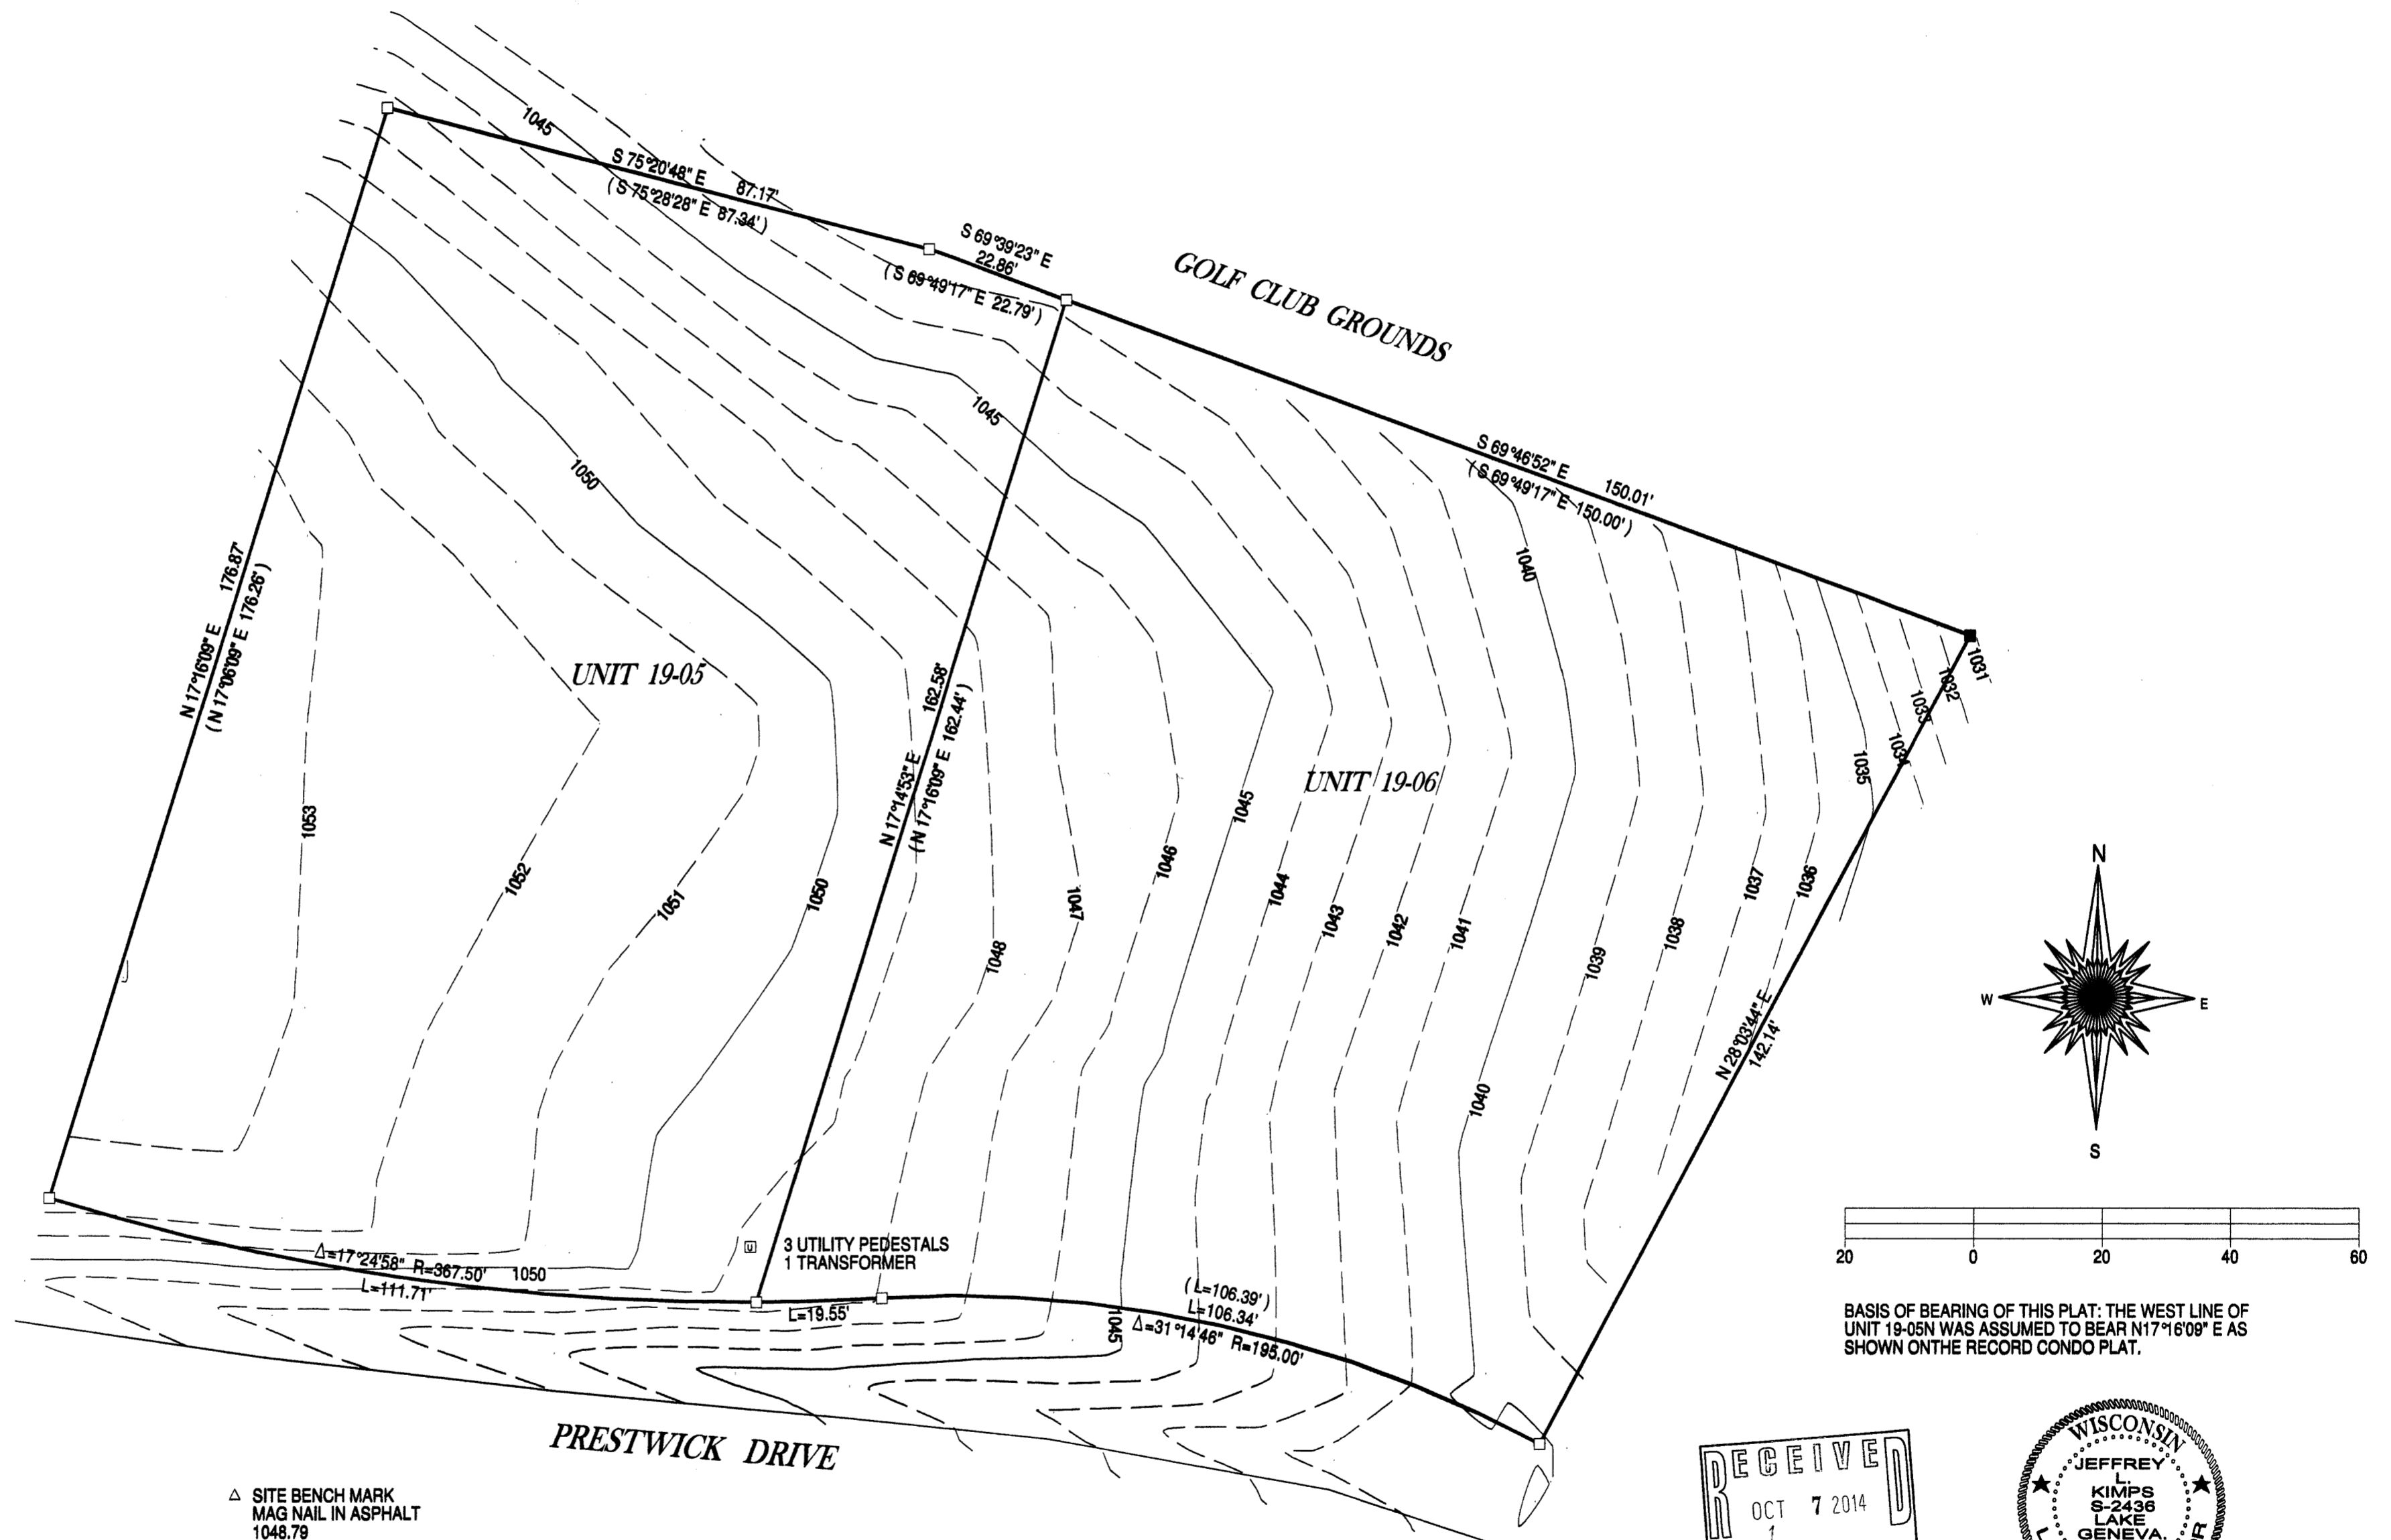 1045
S 75°20'48" E 87.17'
(S 75°28'28" E 87.34')
S 69°39'23" E
22.86'
(S 69°49'17" E 22.79')
GOLF CLUB GROUNDS
1045
1050
S 69°46'52" E 150.01'
(S 69°49'17" E 150.00')
1040
N 17°16'09" E 176.87'
(N 17°06'09" E 176.26')
UNIT 19-05
N 17°14'53" E 162.58'
(N 17°16'09" E 162.44')
UNIT 19-06
1031
1032
1033
1034
1035
1053
1052
1051
1050
1048
1047
1046
1045
1044
1043
1042
1041
1040
1039
1038
1037
1036
N 28°03'44" E
142.14'
N
W
E
S
20 0 20 40 60
3 UTILITY PEDESTALS
1 TRANSFORMER
U
Δ=17°24'58" R=367.50'
L=111.71'
1050
L=19.55'
1045
(L=106.39')
L=106.34'
Δ=31°14'46" R=195.00'
BASIS OF BEARING OF THIS PLAT: THE WEST LINE OF
UNIT 19-05N WAS ASSUMED TO BEAR N17°16'09" E AS
SHOWN ONTHE RECORD CONDO PLAT.
PRESTWICK DRIVE
Δ SITE BENCH MARK
MAG NAIL IN ASPHALT
1048.79
RECEIVED
OCT 7 2014
1
WISCONSIN
JEFFREY
L.
KIMPS
S-2436
LAKE
GENEVA,